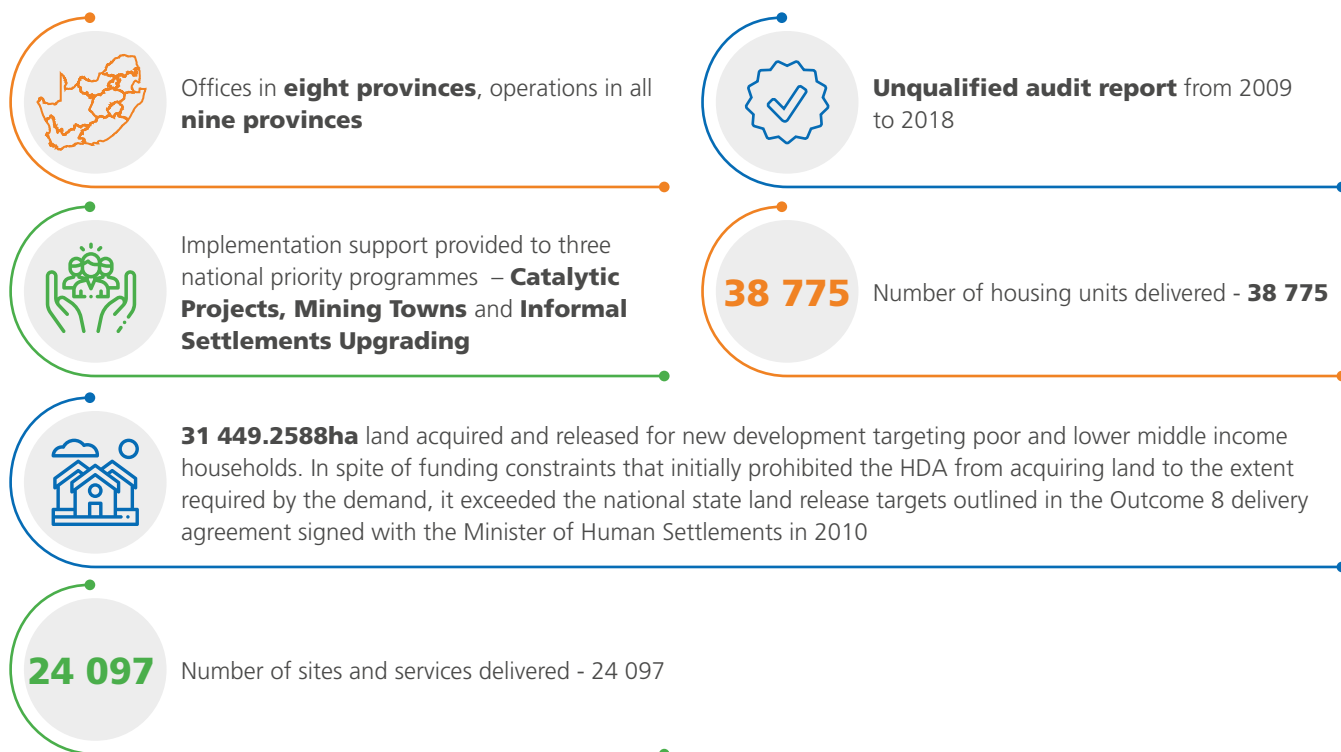 Offices in eight provinces, operations in all
nine provinces
Unqualified audit report from 2009
to 2018
Implementation support provided to three
national priority programmes – Catalytic
Projects, Mining Towns and Informal
Settlements Upgrading
38 775
Number of housing units delivered - 38 775
31 449.2588ha land acquired and released for new development targeting poor and lower middle income
households. In spite of funding constraints that initially prohibited the HDA from acquiring land to the extent
required by the demand, it exceeded the national state land release targets outlined in the Outcome 8 delivery
agreement signed with the Minister of Human Settlements in 2010
24 097
Number of sites and services delivered - 24 097